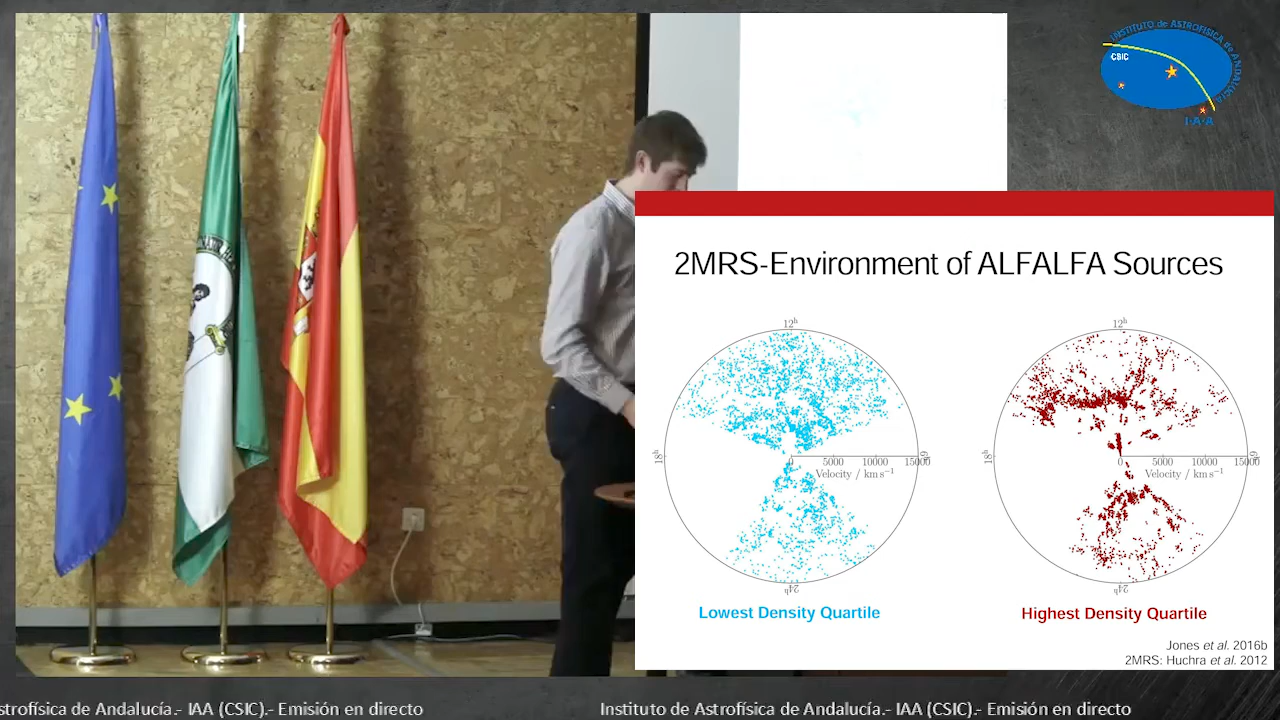 INSTITUTO de ASTROFÍSICA de ANDALUCÍA
CSIC
I-A-A
2MRS-Environment of ALFALFA Sources
12ʰ
18ʰ
6ʰ
24ʰ
0 5000 10000 15000
Velocity / km s⁻¹
12ʰ
18ʰ
6ʰ
24ʰ
0 5000 10000 15000
Velocity / km s⁻¹
Lowest Density Quartile
Highest Density Quartile
Jones et al. 2016b
2MRS: Huchra et al. 2012
strofísica de Andalucía.- IAA (CSIC).- Emisión en directo
Instituto de Astrofísica de Andalucía.- IAA (CSIC).- Emisión en directo